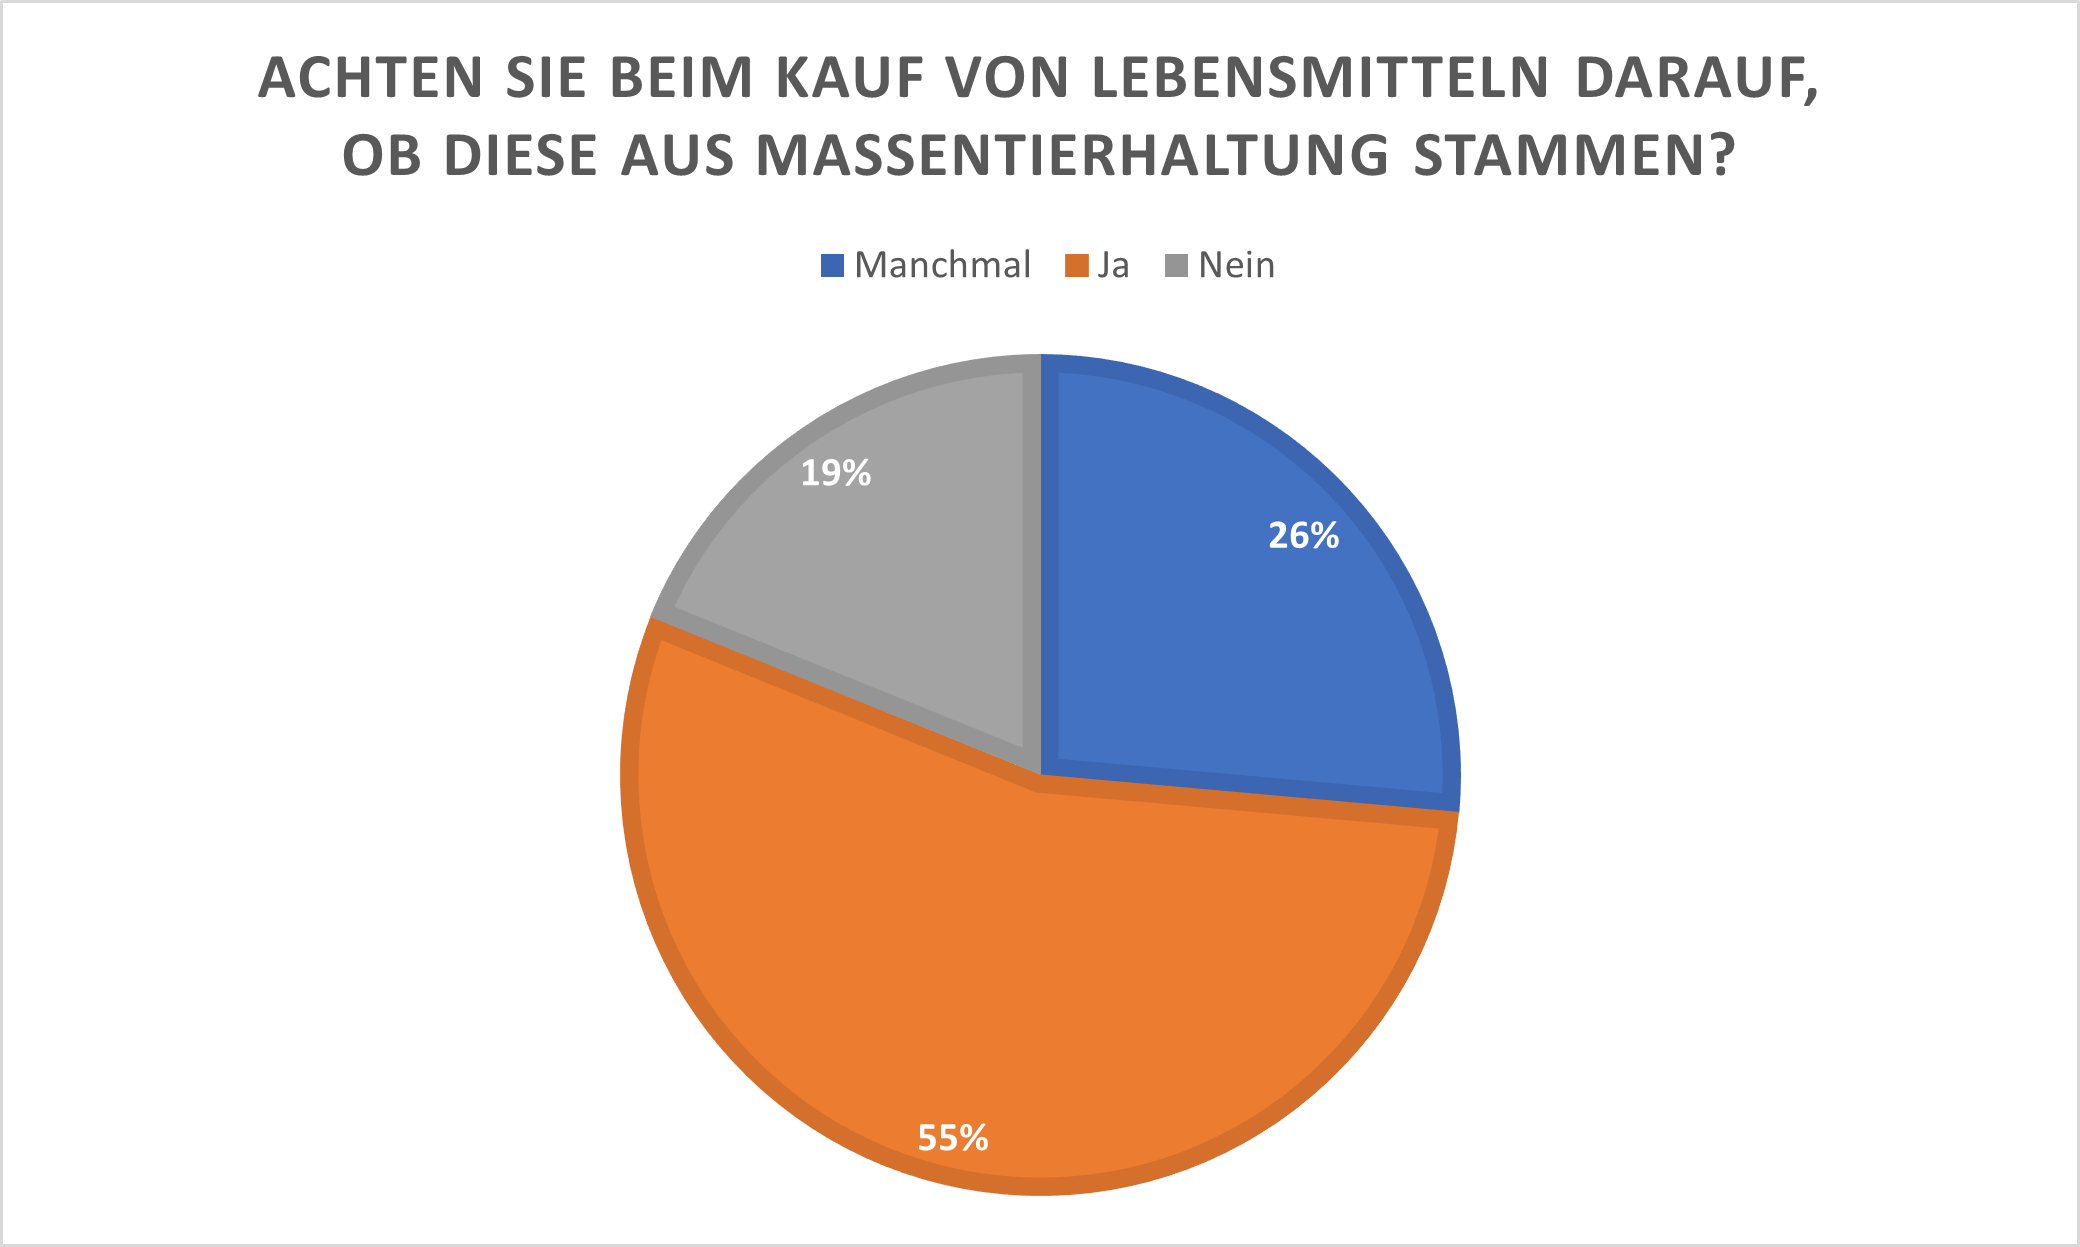 ACHTEN SIE BEIM KAUF VON LEBENSMITTELN DARAUF,
OB DIESE AUS MASSENTIERHALTUNG STAMMEN?
Manchmal Ja Nein
19%
26%
55%